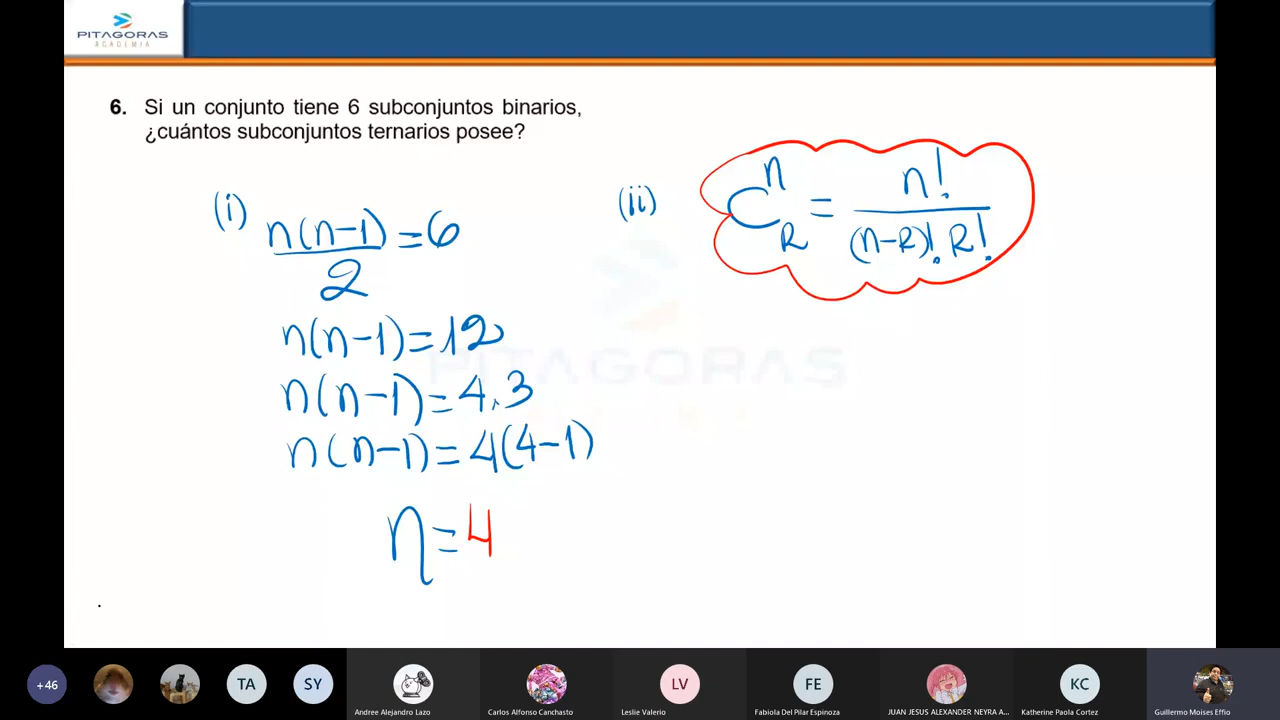 PITAGORAS
ACADEMIA
6. Si un conjunto tiene 6 subconjuntos binarios,
¿cuántos subconjuntos ternarios posee?
(i)
n(n-1)/2 = 6
n(n-1) = 12
n(n-1) = 4.3
n(n-1) = 4(4-1)
n = 4
(ii)
C^n_R = n!/((n-R)! R!)
PITAGORAS
+46
TA
SY
Andree Alejandro Lazo
Carlos Alfonso Canchasto
LV
Leslie Valerio
FE
Fabiola Del Pilar Espinoza
JUAN JESUS ALEXANDER NEYRA A...
KC
Katherine Paola Cortez
Guillermo Moises Effio